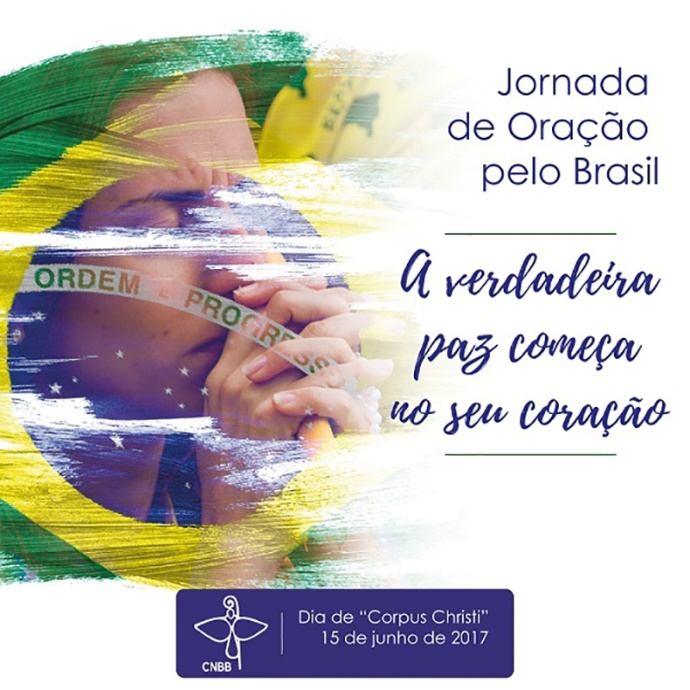 Jornada
de Oração
pelo Brasil
A verdadeira
paz começa
no seu coração
ORDEM E PROGRESSO
CNBB
Dia de “Corpus Christi”
15 de junho de 2017